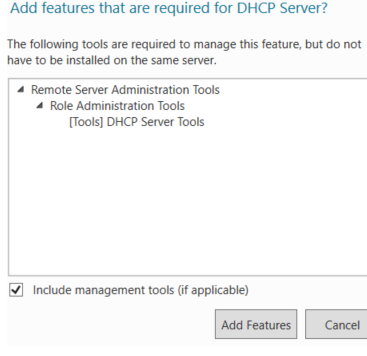 Add features that are required for DHCP Server?
The following tools are required to manage this feature, but do not
have to be installed on the same server.
Remote Server Administration Tools
Role Administration Tools
[Tools] DHCP Server Tools
Include management tools (if applicable)
Add Features
Cancel